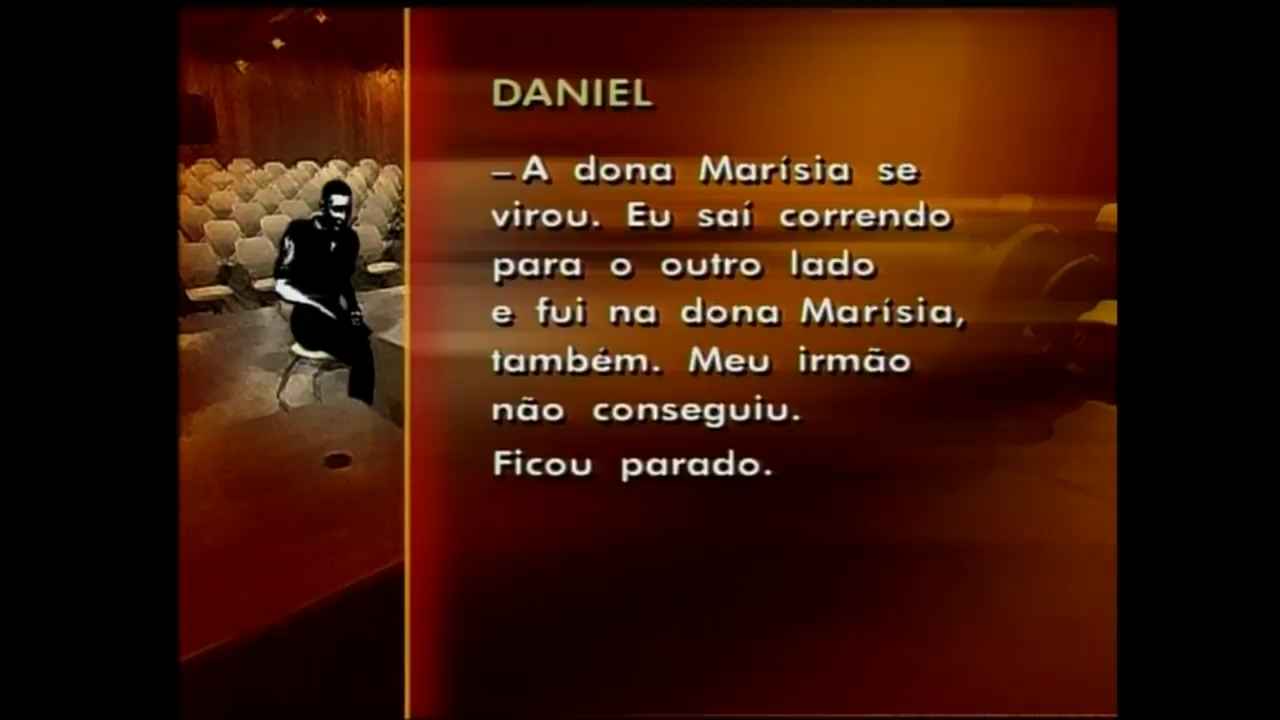 DANIEL
– A dona Marísia se
virou. Eu saí correndo
para o outro lado
e fui na dona Marísia,
também. Meu irmão
não conseguiu.
Ficou parado.